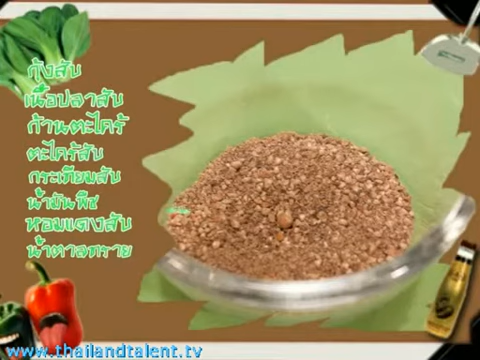 กุ้งสับ
เนื้อปลาสับ
ก้านตะไคร้
ตะไคร้สับ
กระเทียมสับ
น้ำมันพืช
หอมแดงสับ
น้ำตาลทราย
www.thailandtalent.tv